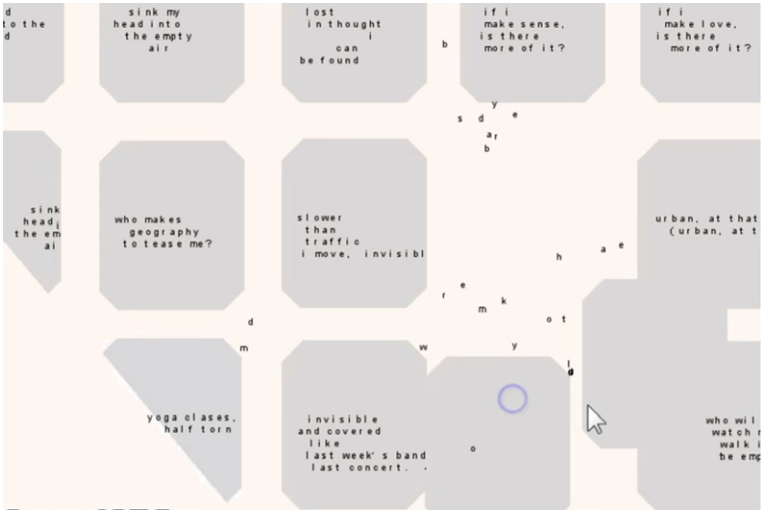 d
to the
d
sink my
head into
the empty
air
lost
in thought
i
can
be found
b
if i
make sense,
is there
more of it?
if i
make love,
is there
more of it?
y
s d e
a r
b
sink
head i
the em
ai
who makes
geography
to tease me?
slower
than
traffic
i move, invisibl
urban, at that
(urban, at t
h a e
e
r k
m
d o t
m w y
l
d
yoga clases,
half torn
invisible
and covered
like
last week's band
last concert.
o
who wil
watch
walk i
he emp